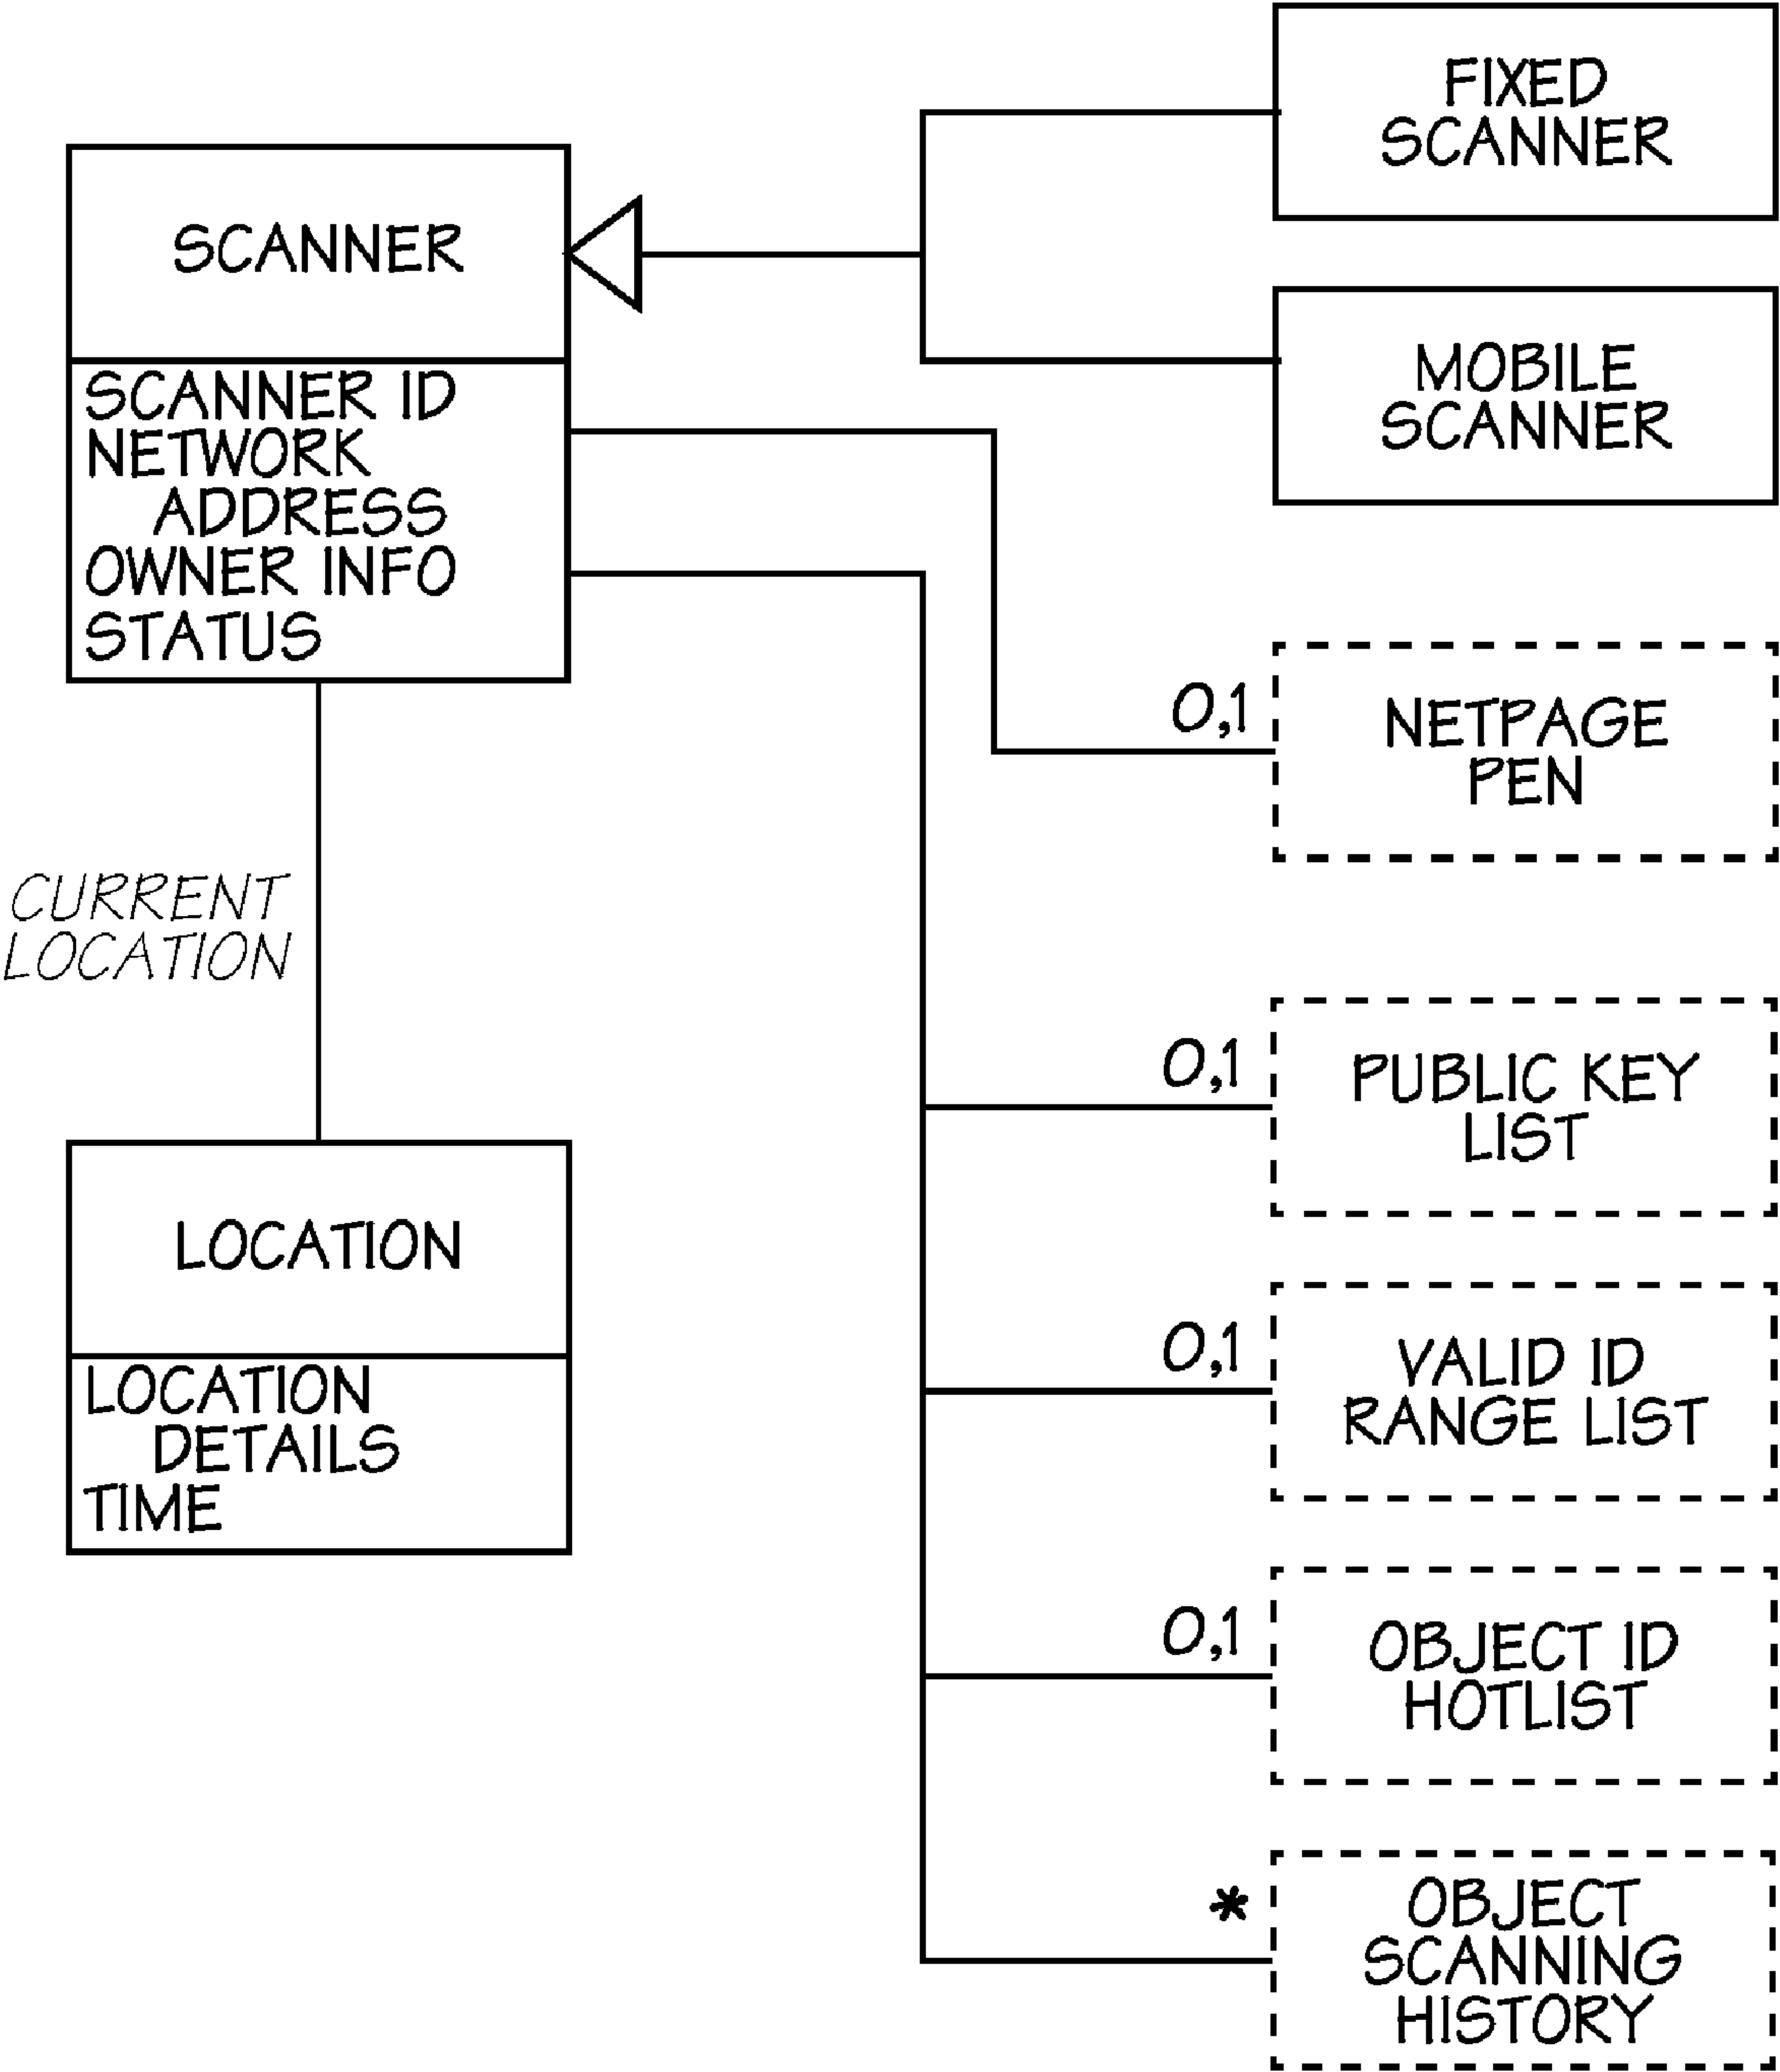 FIXED
SCANNER
SCANNER
MOBILE
SCANNER
SCANNER ID
NETWORK
ADDRESS
OWNER INFO
STATUS
0,1
NETPAGE
PEN
CURRENT
LOCATION
0,1
PUBLIC KEY
LIST
LOCATION
LOCATION
DETAILS
TIME
0,1
VALID ID
RANGE LIST
0,1
OBJECT ID
HOTLIST
*
OBJECT
SCANNING
HISTORY